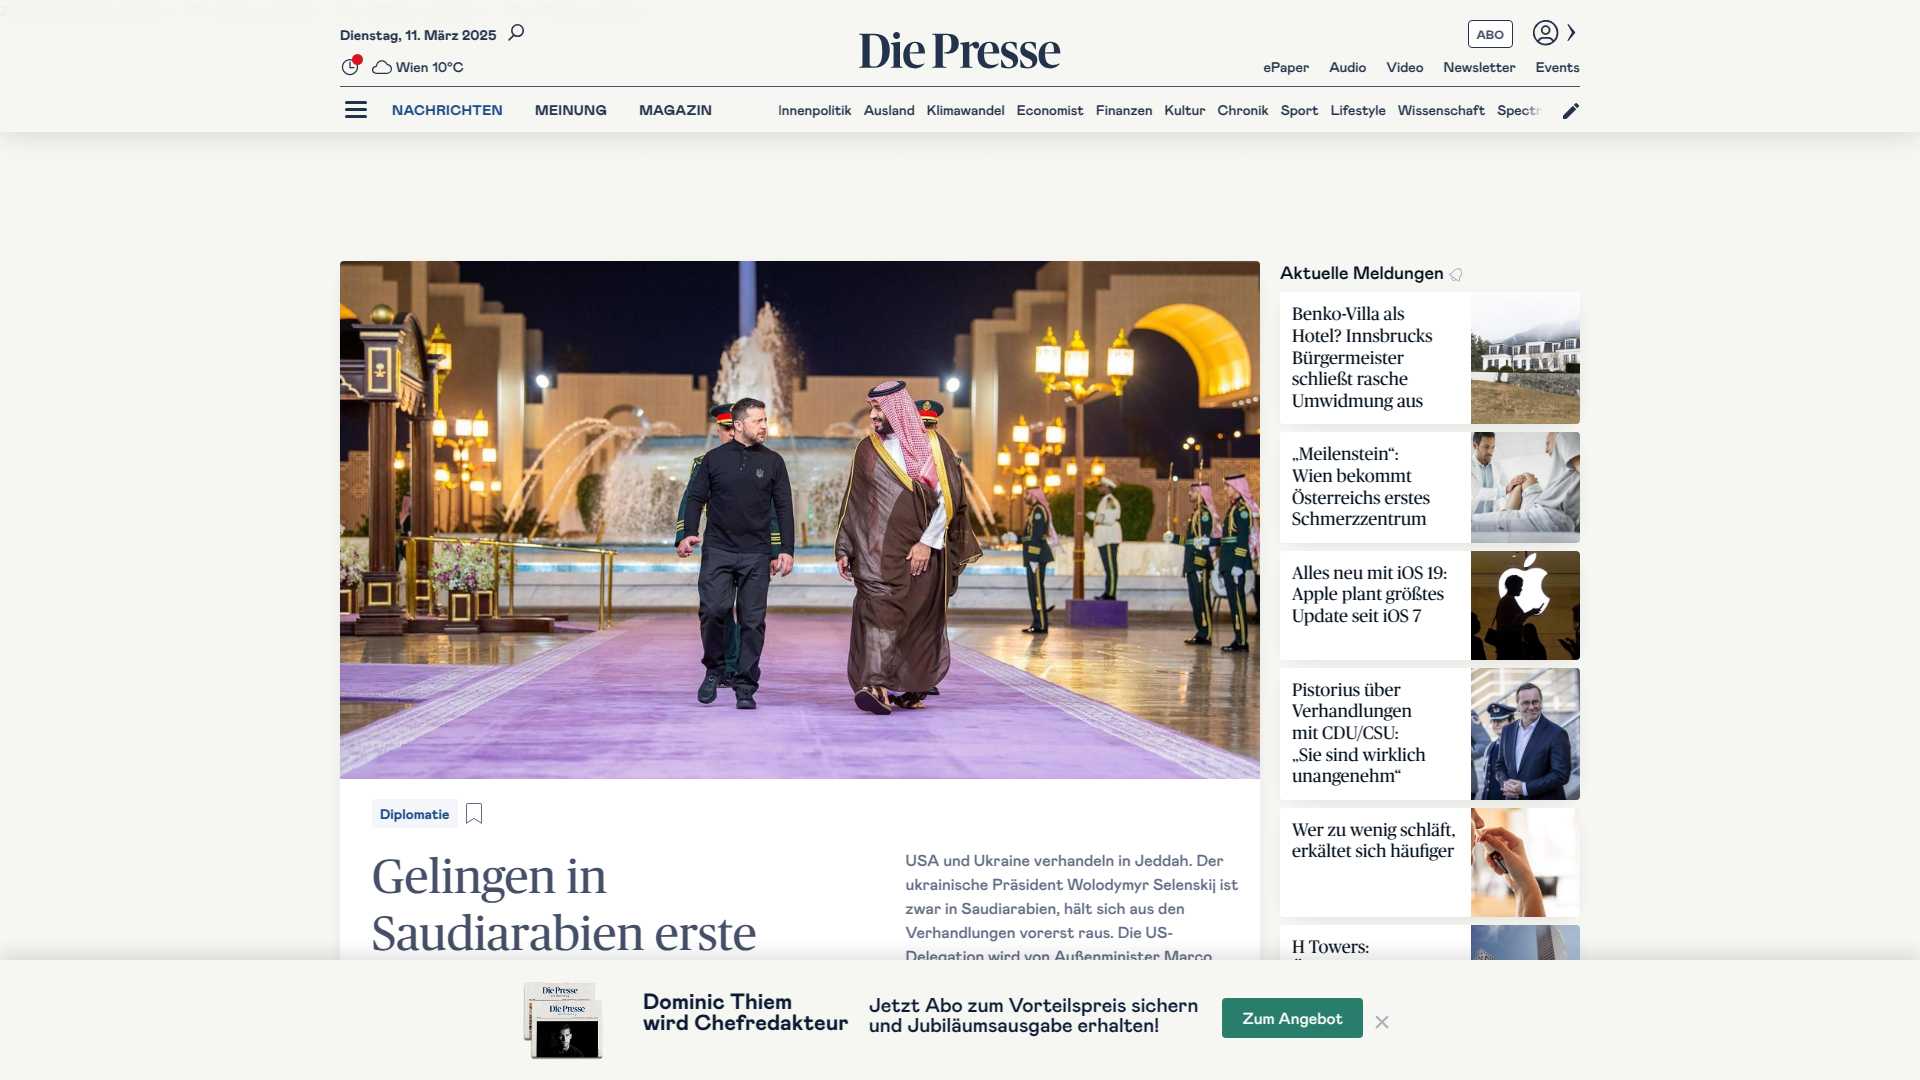 Dienstag, 11. März 2025
Die Presse
ABO
Wien 10°C
ePaper Audio Video Newsletter Events
NACHRICHTEN MEINUNG MAGAZIN
Innenpolitik Ausland Klimawandel Economist Finanzen Kultur Chronik Sport Lifestyle Wissenschaft Spectr
Aktuelle Meldungen
Benko-Villa als
Hotel? Innsbrucks
Bürgermeister
schließt rasche
Umwidmung aus
„Meilenstein“:
Wien bekommt
Österreichs erstes
Schmerzzentrum
Alles neu mit iOS 19:
Apple plant größtes
Update seit iOS 7
Pistorius über
Verhandlungen
mit CDU/CSU:
„Sie sind wirklich
unangenehm“
Wer zu wenig schläft,
erkältet sich häufiger
H Towers:
Diplomatie
Gelingen in
Saudiarabien erste
USA und Ukraine verhandeln in Jeddah. Der
ukrainische Präsident Wolodymyr Selenskij ist
zwar in Saudiarabien, hält sich aus den
Verhandlungen vorerst raus. Die US-
Delegation wird von Außenminister Marco
Die Presse
Die Presse
Dominic Thiem
wird Chefredakteur
Jetzt Abo zum Vorteilspreis sichern
und Jubiläumsausgabe erhalten!
Zum Angebot